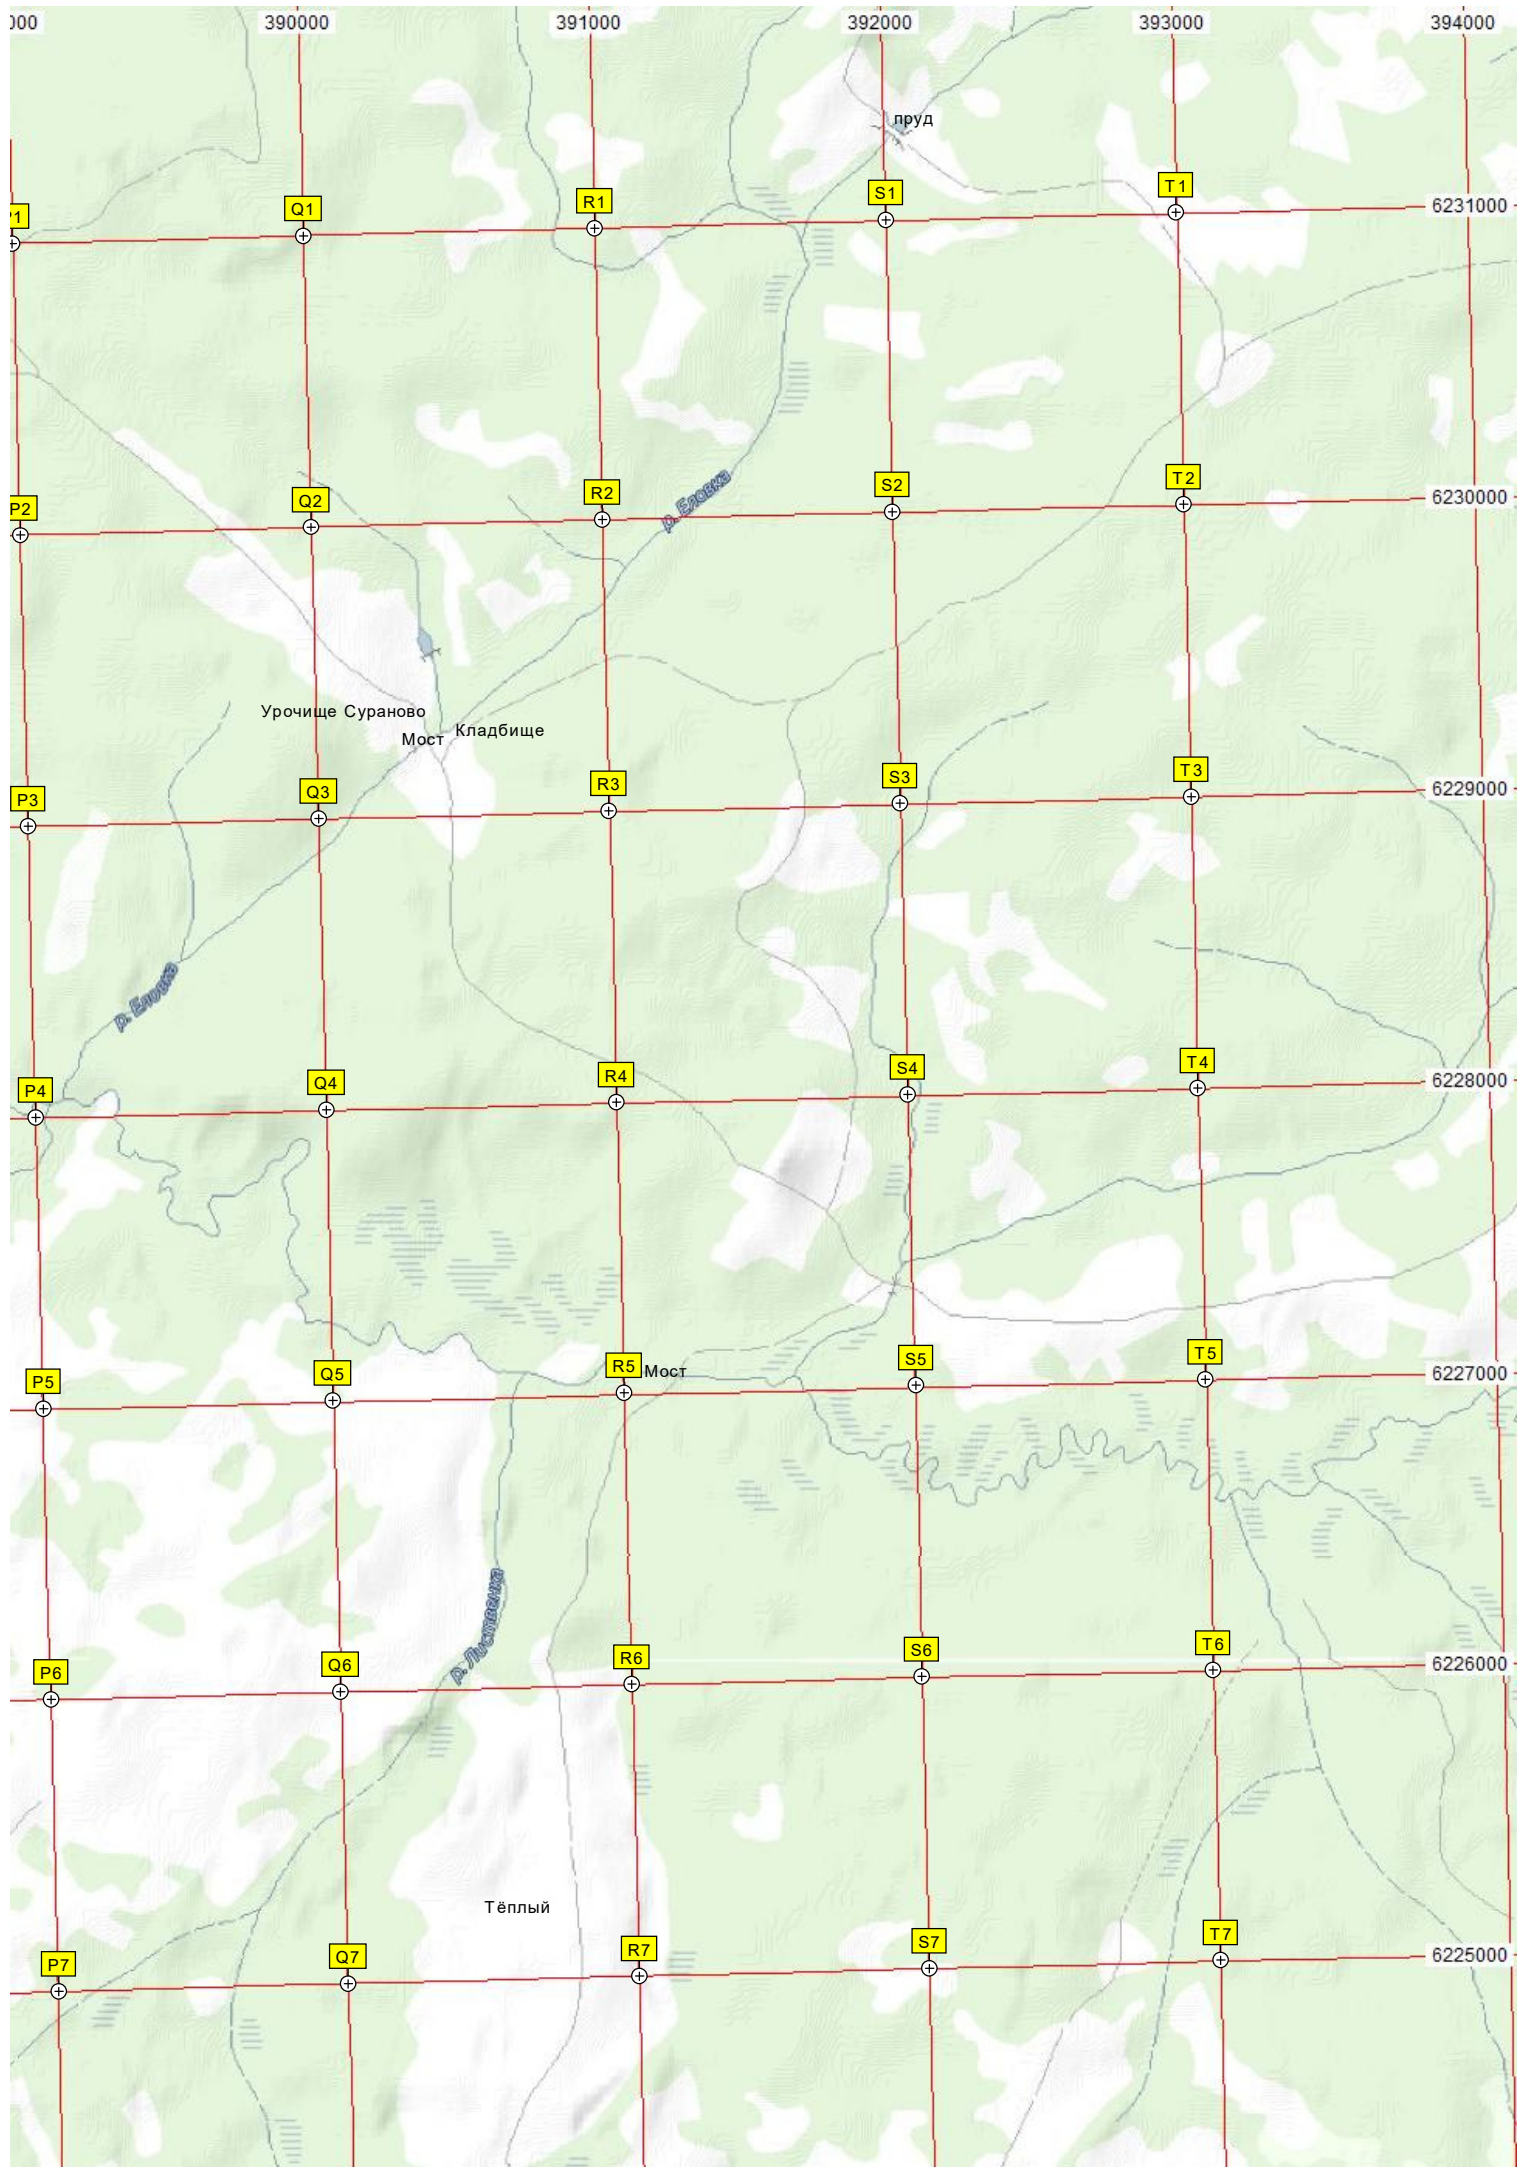 000 390000 391000 392000 393000 394000
пруд
T1
S1
R1
Q1
P1
6231000
р. Еловка
T2
S2
R2
Q2
P2
6230000
Урочище Сураново
Кладбище
Мост
T3
S3
R3
Q3
P3
6229000
р. Еловка
T4
S4
R4
Q4
P4
6228000
T5
S5
R5 Мост
Q5
P5
6227000
р. Лиственка
T6
S6
R6
Q6
P6
6226000
Тёплый
T7
S7
R7
Q7
P7
6225000